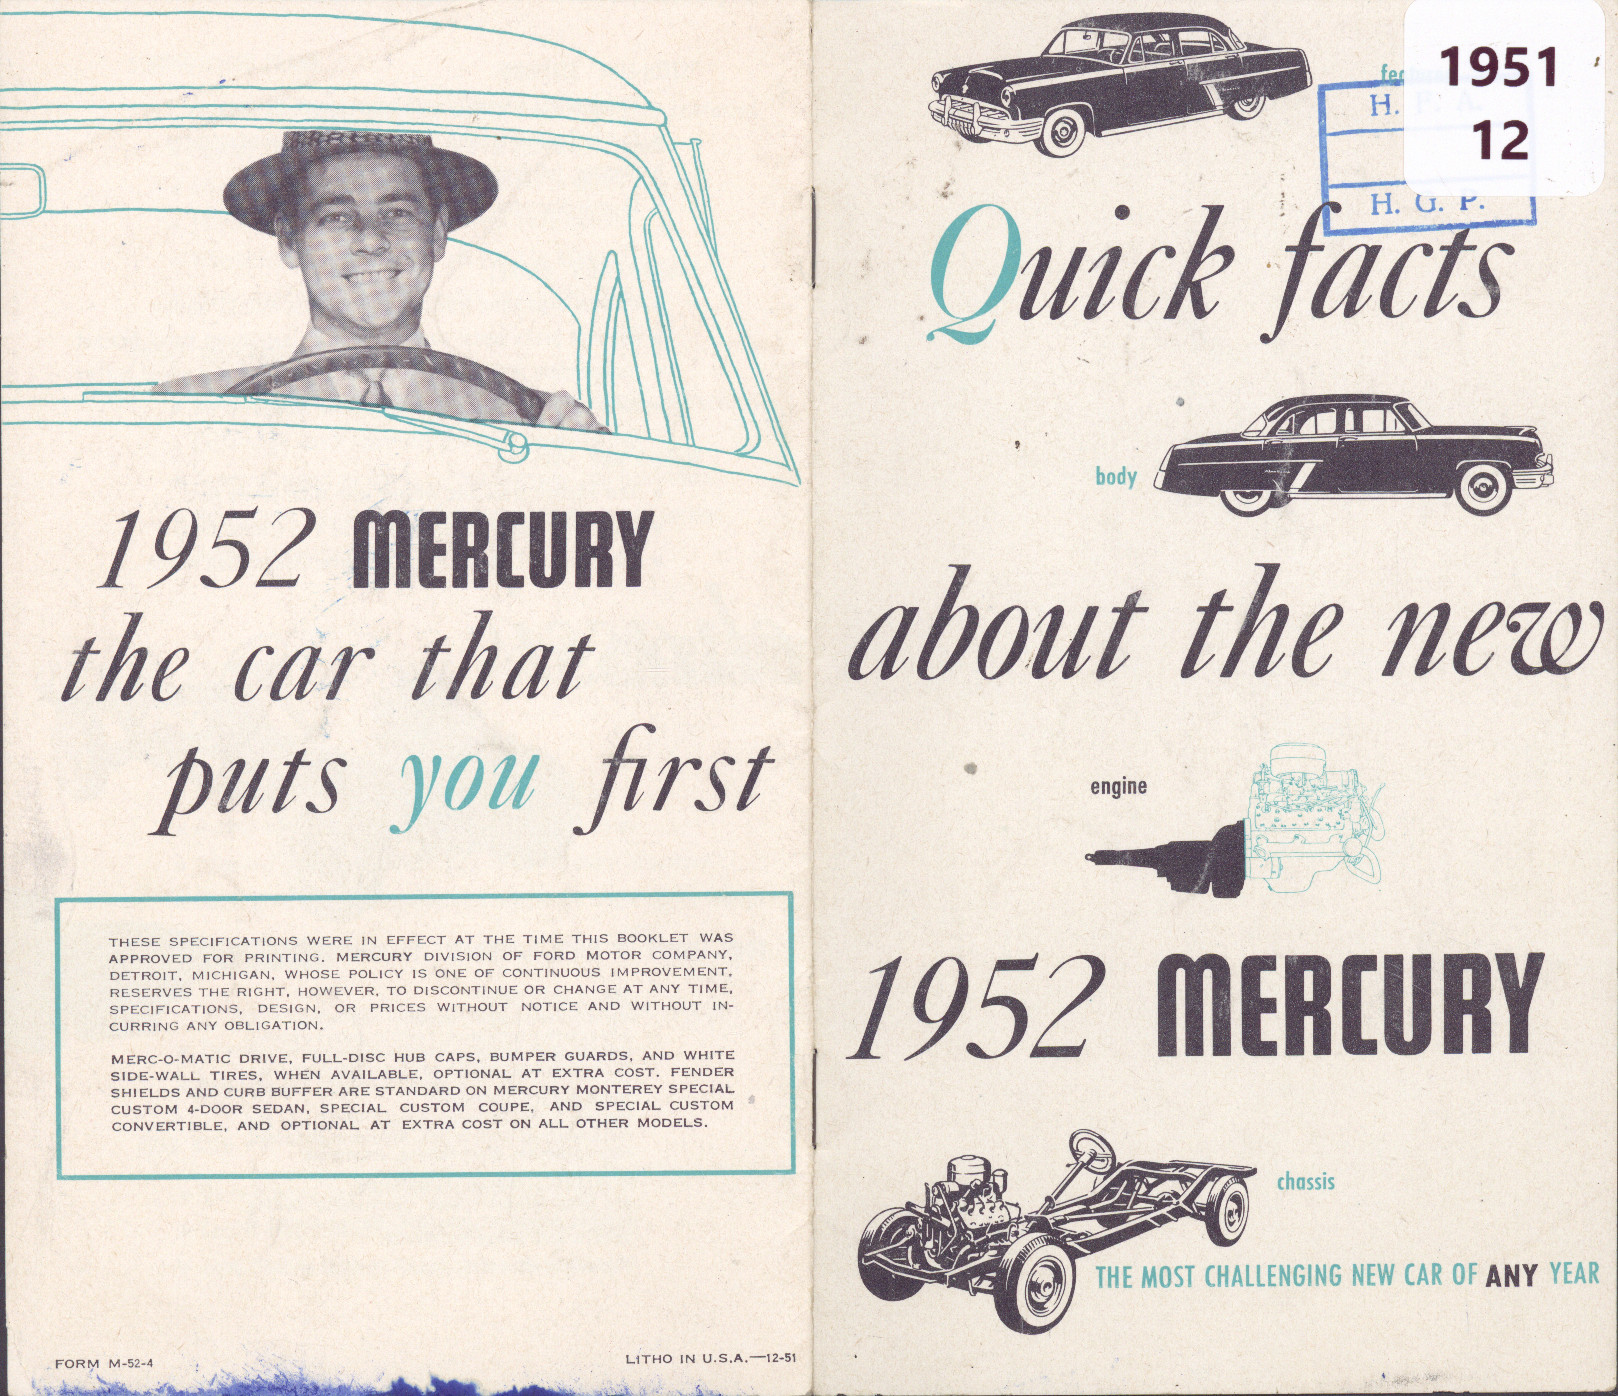 1952 MERCURY
the car that
puts you first
THESE SPECIFICATIONS WERE IN EFFECT AT THE TIME THIS BOOKLET WAS
APPROVED FOR PRINTING. MERCURY DIVISION OF FORD MOTOR COMPANY,
DETROIT, MICHIGAN, WHOSE POLICY IS ONE OF CONTINUOUS IMPROVEMENT,
RESERVES THE RIGHT, HOWEVER, TO DISCONTINUE OR CHANGE AT ANY TIME,
SPECIFICATIONS, DESIGN, OR PRICES WITHOUT NOTICE AND WITHOUT IN-
CURRING ANY OBLIGATION.
MERC-O-MATIC DRIVE, FULL-DISC HUB CAPS, BUMPER GUARDS, AND WHITE
SIDE-WALL TIRES, WHEN AVAILABLE, OPTIONAL AT EXTRA COST. FENDER
SHIELDS AND CURB BUFFER ARE STANDARD ON MERCURY MONTEREY SPECIAL
CUSTOM 4-DOOR SEDAN, SPECIAL CUSTOM COUPE, AND SPECIAL CUSTOM
CONVERTIBLE, AND OPTIONAL AT EXTRA COST ON ALL OTHER MODELS.
FORM M-52-4
LITHO IN U.S.A.—12-51
1951
12
H. F. A.
H. G. P.
Quick facts
body
about the new
engine
1952 MERCURY
chassis
THE MOST CHALLENGING NEW CAR OF ANY YEAR